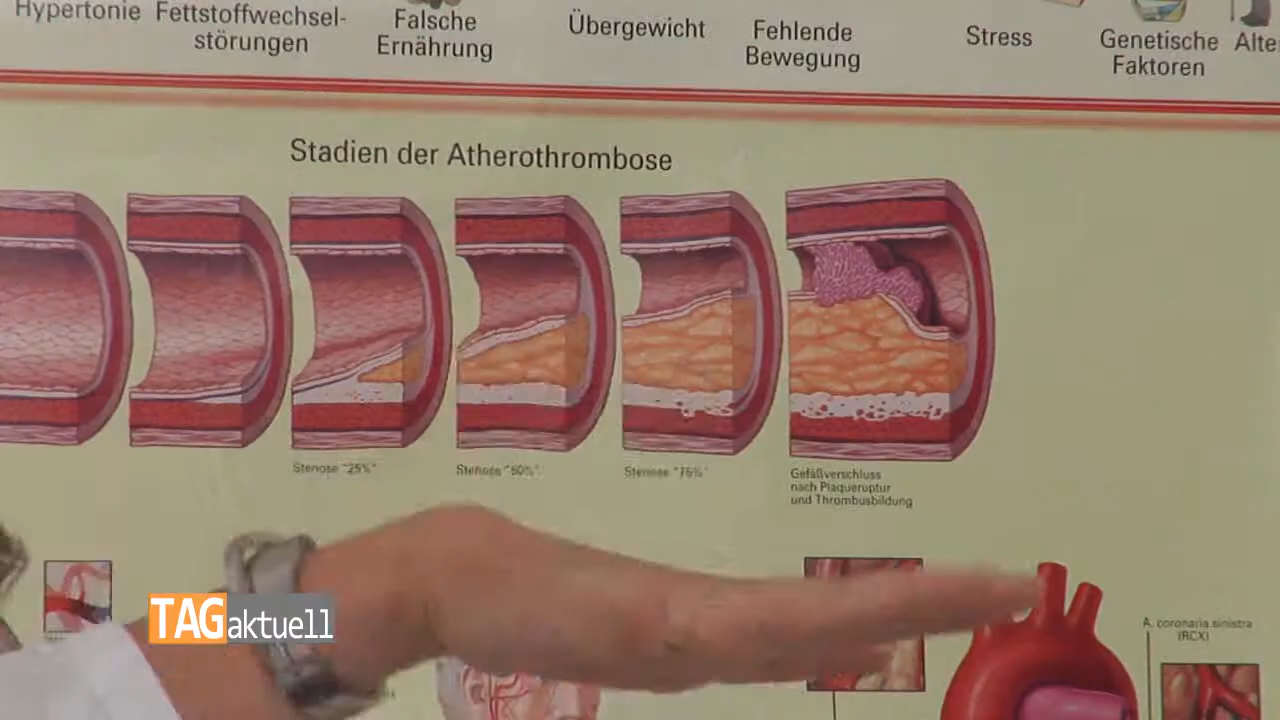 Hypertonie
Fettstoffwechsel-
störungen
Falsche
Ernährung
Übergewicht
Fehlende
Bewegung
Stress
Genetische
Faktoren
Stadien der Atherothrombose
Stenose "25%"
Stenose "50%"
Stenose "75%"
Gefäßverschluss
nach Plaqueruptur
und Thrombusbildung
A. coronaria sinistra
(RCX)
TAGaktuell